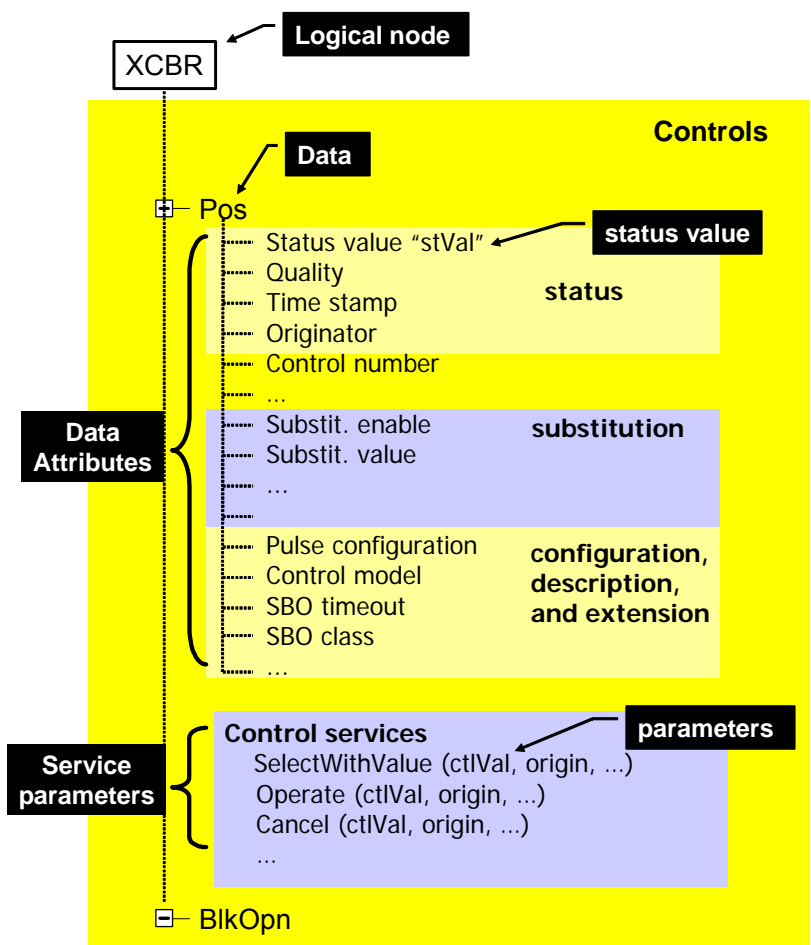 Logical node
XCBR
Controls
Data
Pos
Status value “stVal”
status value
Quality
Time stamp
status
Originator
Control number
...
Data
Attributes
Substit. enable
substitution
Substit. value
...
Pulse configuration
Control model
SBO timeout
SBO class
...
configuration,
description,
and extension
Control services
parameters
Service
parameters
SelectWithValue (ctlVal, origin, ...)
Operate (ctlVal, origin, ...)
Cancel (ctlVal, origin, ...)
...
BlkOpn